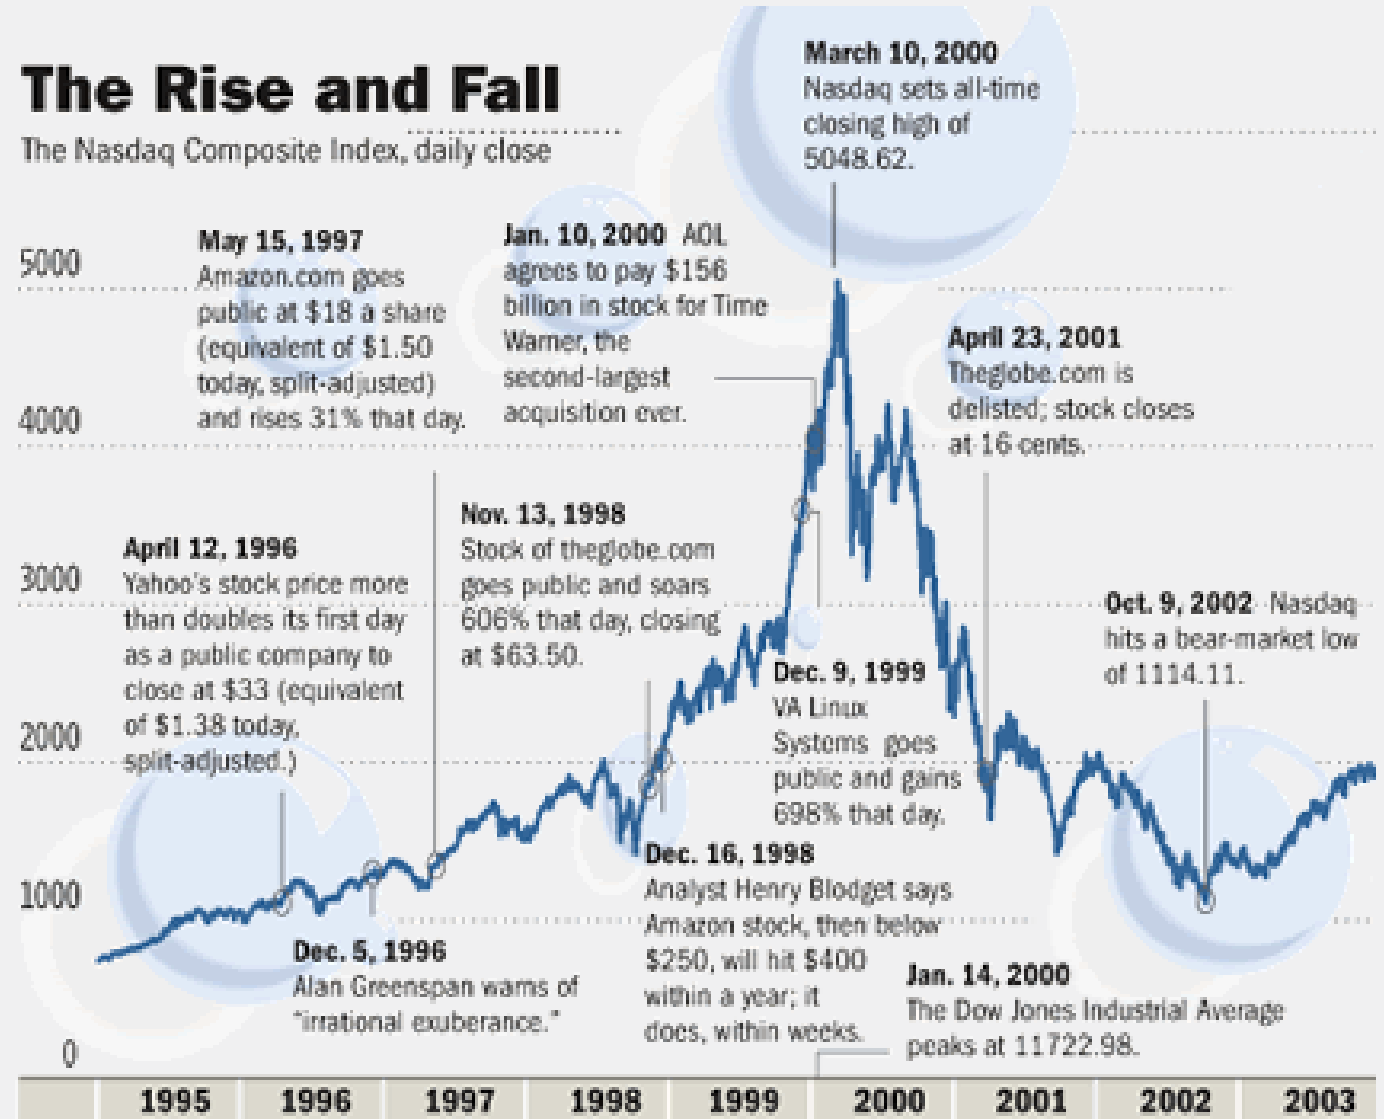 The Rise and Fall
The Nasdaq Composite Index, daily close
March 10, 2000
Nasdaq sets all-time
closing high of
5048.62.
May 15, 1997
Amazon.com goes
public at $18 a share
(equivalent of $1.50
today, split-adjusted)
and rises 31% that day.
Jan. 10, 2000 AOL
agrees to pay $156
billion in stock for Time
Warner, the
second-largest
acquisition ever.
April 23, 2001
Theglobe.com is
delisted; stock closes
at 16 cents.
April 12, 1996
Yahoo's stock price more
than doubles its first day
as a public company to
close at $33 (equivalent
of $1.38 today,
split-adjusted.)
Nov. 13, 1998
Stock of theglobe.com
goes public and soars
606% that day, closing
at $63.50.
Oct. 9, 2002 Nasdaq
hits a bear-market low
of 1114.11.
Dec. 9, 1999
VA Linux
Systoms goes
public and gains
698% that day.
Dec. 16, 1998
Analyst Henry Blodget says
Amazon stock, then below
$250, will hit $400
within a year; it
does, within weeks.
Dec. 5, 1996
Alan Greenspan warns of
"irrational exuberance."
Jan. 14, 2000
The Dow Jones Industrial Average
peaks at 11722.98.
5000
4000
3000
2000
1000
0
1995 1996 1997 1998 1999 2000 2001 2002 2003